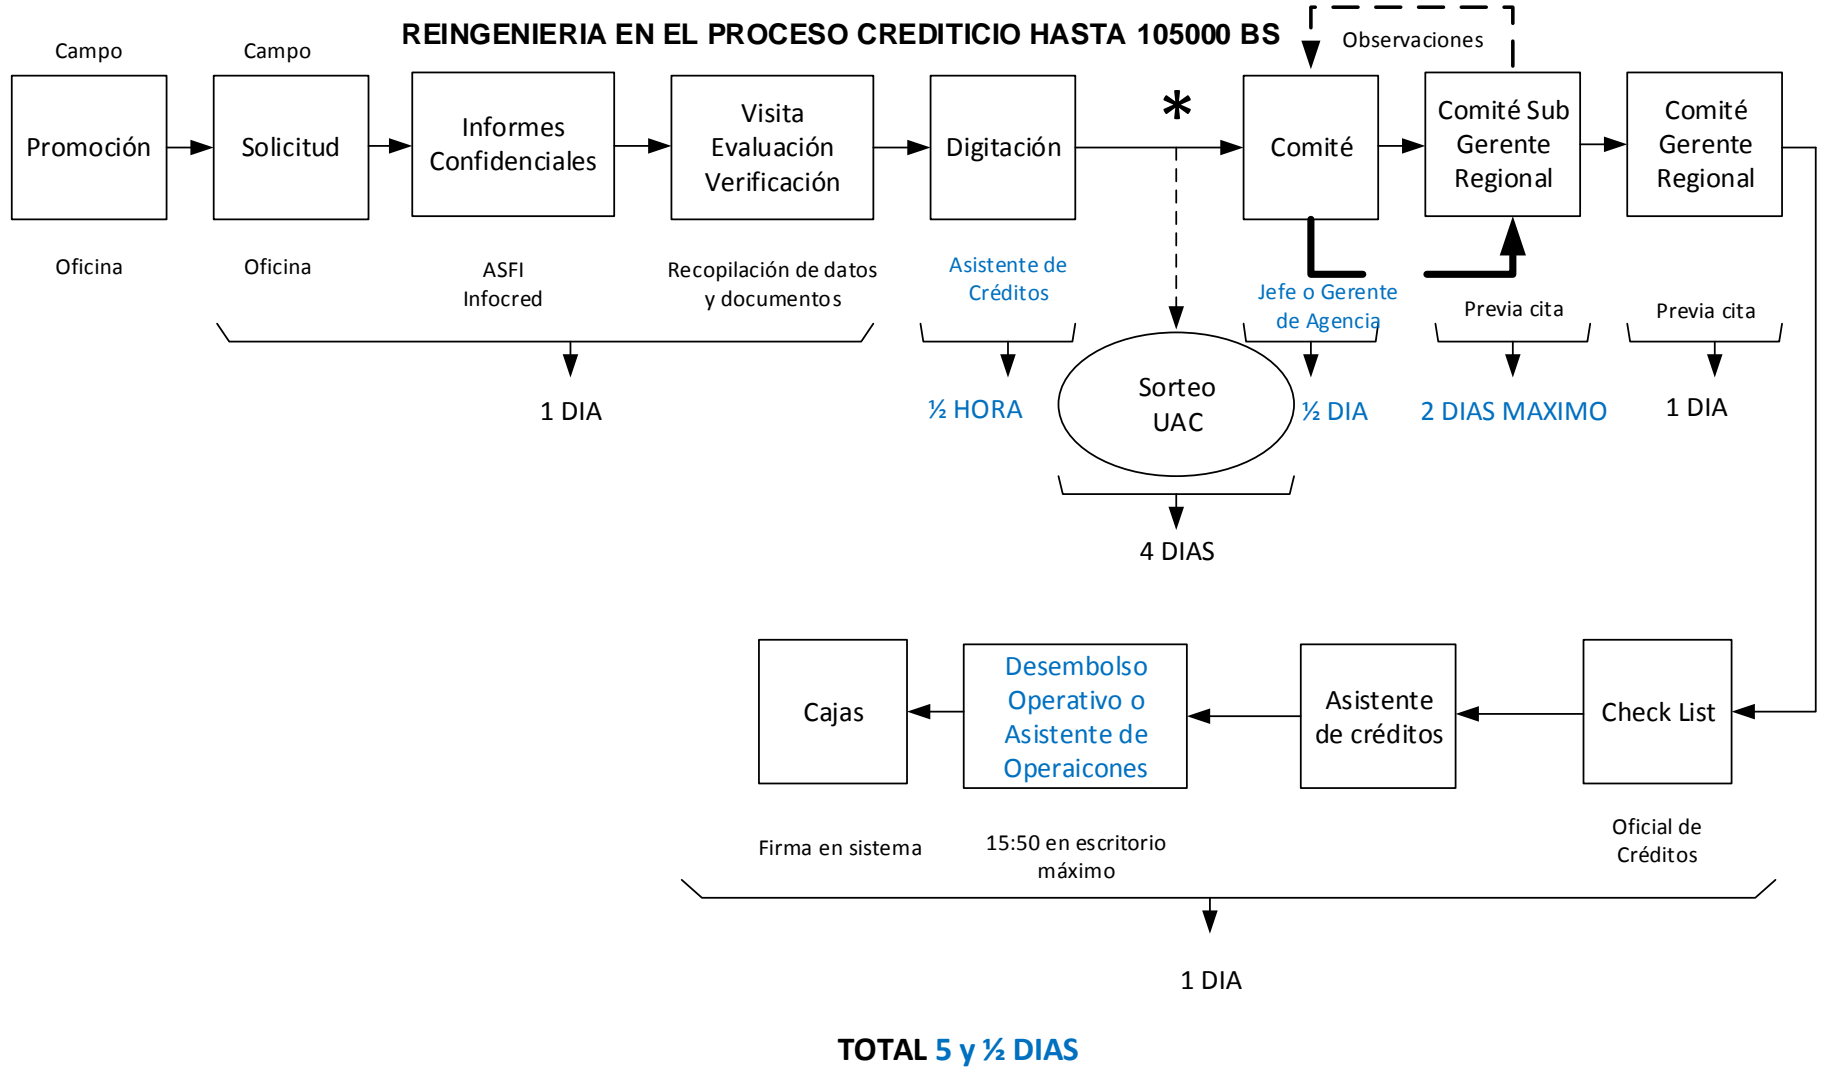 REINGENIERIA EN EL PROCESO CREDITICIO HASTA 105000 BS
Observaciones
Campo
Campo
Promoción
Solicitud
Informes
Confidenciales
Visita
Evaluación
Verificación
Digitación
*
Comité
Comité Sub
Gerente
Regional
Comité
Gerente
Regional
Oficina
Oficina
ASFI
Infocred
Recopilación de datos
y documentos
Asistente de
Créditos
Jefe o Gerente
de Agencia
Previa cita
Previa cita
1 DIA
½ HORA
Sorteo
UAC
½ DIA
2 DIAS MAXIMO
1 DIA
4 DIAS
Cajas
Desembolso
Operativo o
Asistente de
Operaicones
Asistente
de créditos
Check List
Firma en sistema
15:50 en escritorio
máximo
Oficial de
Créditos
1 DIA
TOTAL 5 y ½ DIAS